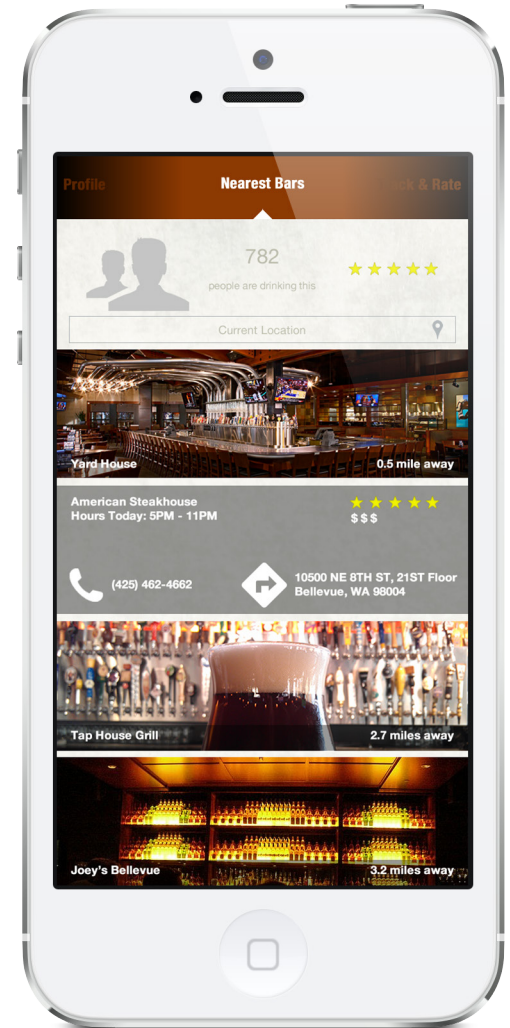 Profile
Nearest Bars
& Rate
782
people are drinking this
Current Location
Yard House
0.5 mile away
American Steakhouse
Hours Today: 5PM - 11PM
$$$
(425) 462-4662
10500 NE 8TH ST, 21ST Floor
Bellevue, WA 98004
Tap House Grill
2.7 miles away
Joey's Bellevue
3.2 miles away